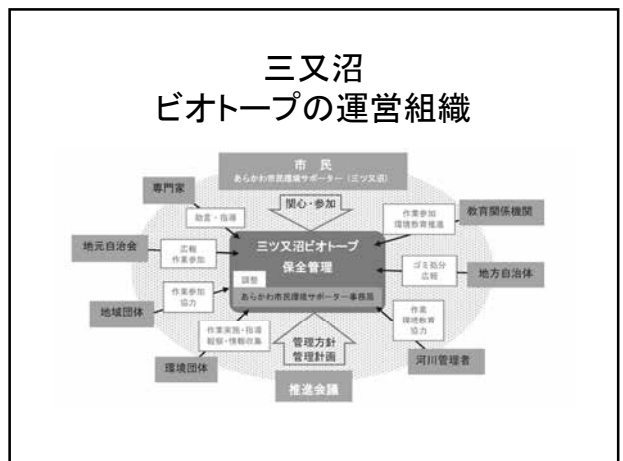 三又沼
ビオトープの運営組織
市 民
あらかわ市民環境サポーター(三ツ又沼)
専門家
関心・参加
教育関係機関
助言・指導
作業参加
環境教育推進
地元自治会
広報
作業参加
三ツ又沼ビオトープ
保全管理
ゴミ処分
広報
地方自治体
調整
あらかわ市民環境サポーター事務局
地域団体
作業参加
協力
作業
環境教育
協力
作業実施・指導
観察・情報収集
管理方針
管理計画
環境団体
河川管理者
推進会議